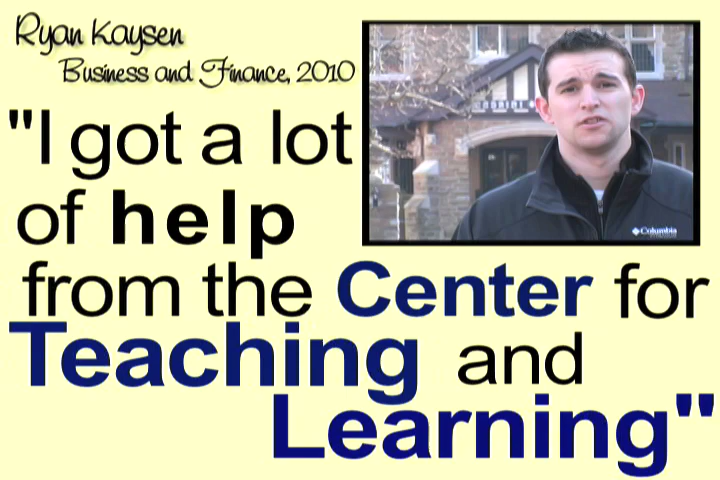 Ryan Kaysen
Business and Finance, 2010
"I got a lot
of help
from the Center for
Teaching and
Learning"
Columbia